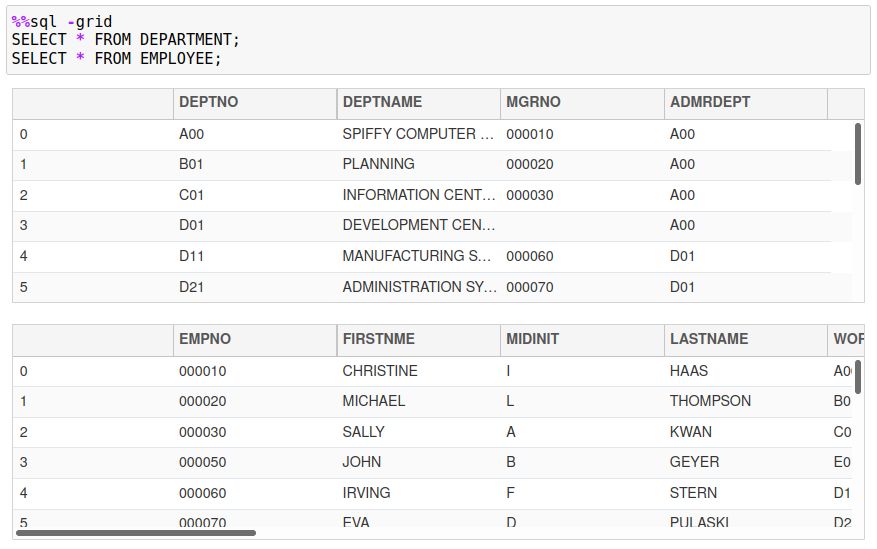 %%sql -grid
SELECT * FROM DEPARTMENT;
SELECT * FROM EMPLOYEE;
DEPTNO DEPTNAME MGRNO ADMRDEPT
0 A00 SPIFFY COMPUTER ... 000010 A00
1 B01 PLANNING 000020 A00
2 C01 INFORMATION CENT... 000030 A00
3 D01 DEVELOPMENT CEN... A00
4 D11 MANUFACTURING S... 000060 D01
5 D21 ADMINISTRATION SY... 000070 D01
EMPNO FIRSTNME MIDINIT LASTNAME WOR
0 000010 CHRISTINE I HAAS A0
1 000020 MICHAEL L THOMPSON B0
2 000030 SALLY A KWAN C0
3 000050 JOHN B GEYER E0
4 000060 IRVING F STERN D1
5 000070 EVA D PULASKI D2